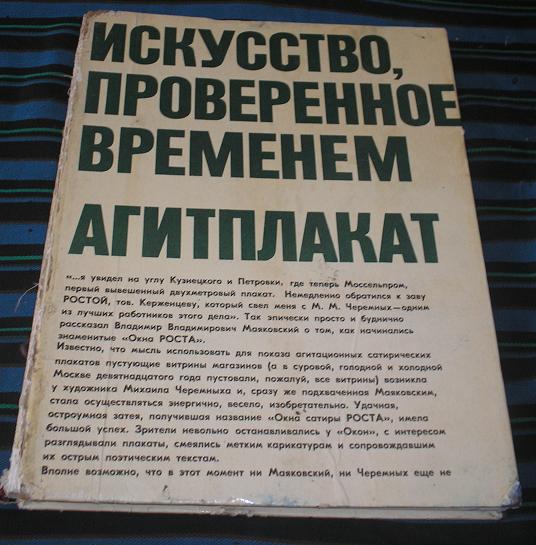 ИСКУССТВО,
ПРОВЕРЕННОЕ
ВРЕМЕНЕМ
АГИТПЛАКАТ
«...я увидел на углу Кузнецкого и Петровки, где теперь Моссельпром,
первый вывешенный двухметровый плакат. Немедленно обратился к заву
РОСТОЙ, тов. Керженцеву, который свел меня с М. М. Черемных—одним
из лучших работников этого дела». Так эпически просто и буднично
рассказал Владимир Владимирович Маяковский о том, как начинались
знаменитые «Окна РОСТА».
Известно, что мысль использовать для показа агитационных сатирических
плакатов пустующие витрины магазинов (а в суровой, голодной и холодной
Москве девятнадцатого года пустовали, пожалуй, все витрины) возникла
у художника Михаила Черемныха и, сразу же подхваченная Маяковским,
стала осуществляться энергично, весело, изобретательно. Удачная,
остроумная затея, получившая название «Окна сатиры РОСТА», имела
большой успех. Зрители невольно останавливались у «Окон», с интересом
разглядывали плакаты, смеялись метким карикатурам и сопровождавшим
их острым поэтическим текстам.
Вполне возможно, что в этот момент ни Маяковский, ни Черемных еще не